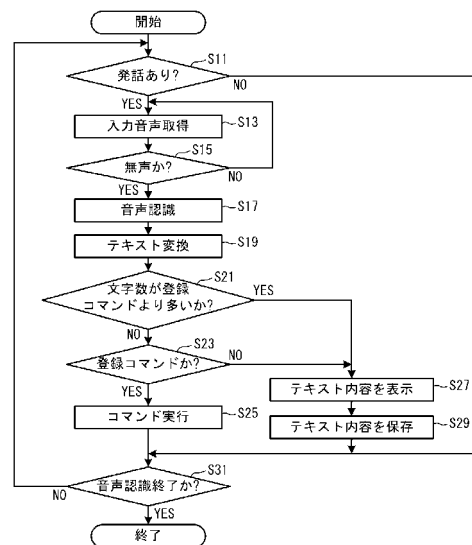 開始
発話あり?
S11
YES
NO
入力音声取得
S13
無声か?
S15
YES
NO
音声認識
S17
テキスト変換
S19
文字数が登録
コマンドより多いか?
S21
YES
NO
登録コマンドか?
S23
NO
YES
テキスト内容を表示
S27
コマンド実行
S25
テキスト内容を保存
S29
音声認識終了か?
S31
NO
YES
終了